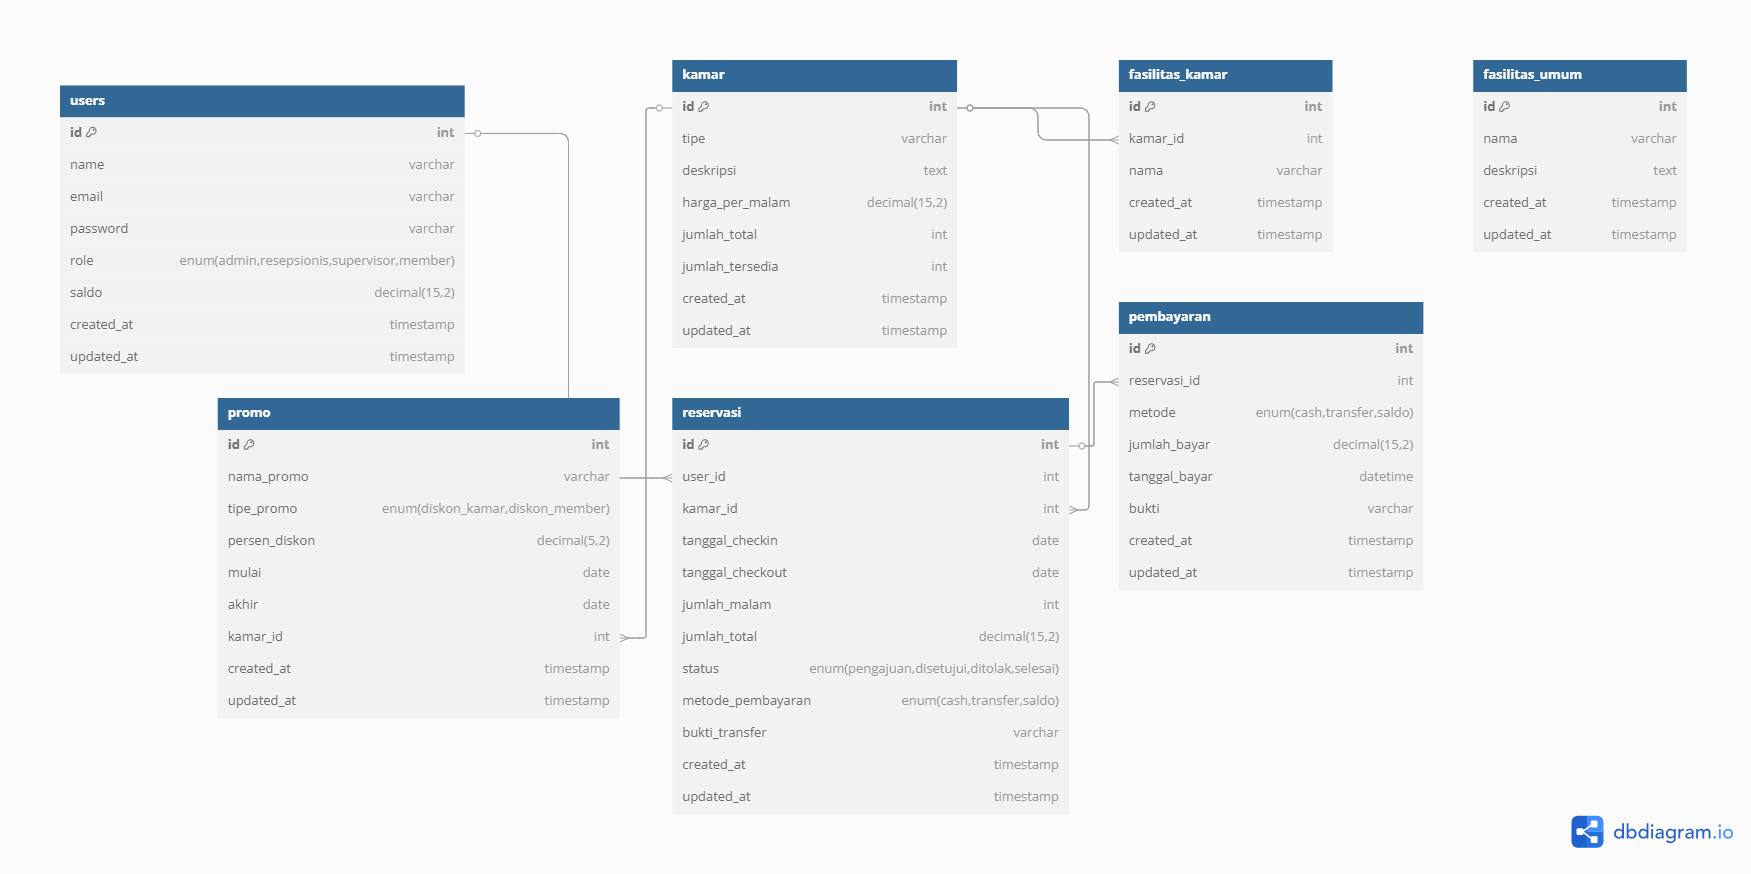 users
id int
name varchar
email varchar
password varchar
role enum(admin,resepsionis,supervisor,member)
saldo decimal(15,2)
created_at timestamp
updated_at timestamp
kamar
id int
tipe varchar
deskripsi text
harga_per_malam decimal(15,2)
jumlah_total int
jumlah_tersedia int
created_at timestamp
updated_at timestamp
fasilitas_kamar
id int
kamar_id int
nama varchar
created_at timestamp
updated_at timestamp
fasilitas_umum
id int
nama varchar
deskripsi text
created_at timestamp
updated_at timestamp
promo
id int
nama_promo varchar
tipe_promo enum(diskon_kamar,diskon_member)
persen_diskon decimal(5,2)
mulai date
akhir date
kamar_id int
created_at timestamp
updated_at timestamp
reservasi
id int
user_id int
kamar_id int
tanggal_checkin date
tanggal_checkout date
jumlah_malam int
jumlah_total decimal(15,2)
status enum(pengajuan,disetujui,ditolak,selesai)
metode_pembayaran enum(cash,transfer,saldo)
bukti_transfer varchar
created_at timestamp
updated_at timestamp
pembayaran
id int
reservasi_id int
metode enum(cash,transfer,saldo)
jumlah_bayar decimal(15,2)
tanggal_bayar datetime
bukti varchar
created_at timestamp
updated_at timestamp
dbdiagram.io